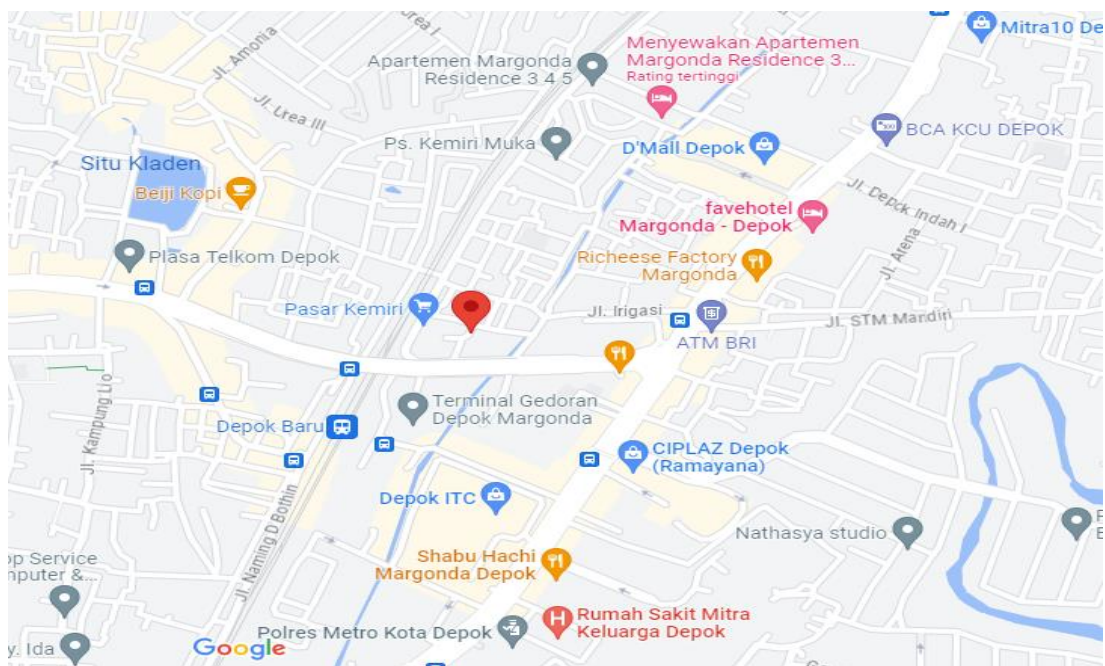 Mitra10 De
Menyewakan Apartemen
Margonda Residence 3...
Rating tertinggi
Apartemen Margonda
Residence 3 4 5
Jl. Amonia
Jl. Urea III
BCA KCU DEPOK
Ps. Kemiri Muka
D'Mall Depok
Situ Kladen
Beiji Kopi
Jl. Depok Indah I
favehotel
Margonda - Depok
Plasa Telkom Depok
Richeese Factory
Margonda
Jl. Arena
Pasar Kemiri
Jl. Irigasi
Jl. STM Mandiri
ATM BRI
Jl. Kampung Lio
Terminal Gedoran
Depok Margonda
Depok Baru
CIPLAZ Depok
(Ramayana)
Depok ITC
Nathasya studio
Jl. Naming D Bothin
op Service
mputer &...
Shabu Hachi
Margonda Depok
Rumah Sakit Mitra
Keluarga Depok
Polres Metro Kota Depok
y. Ida
Google